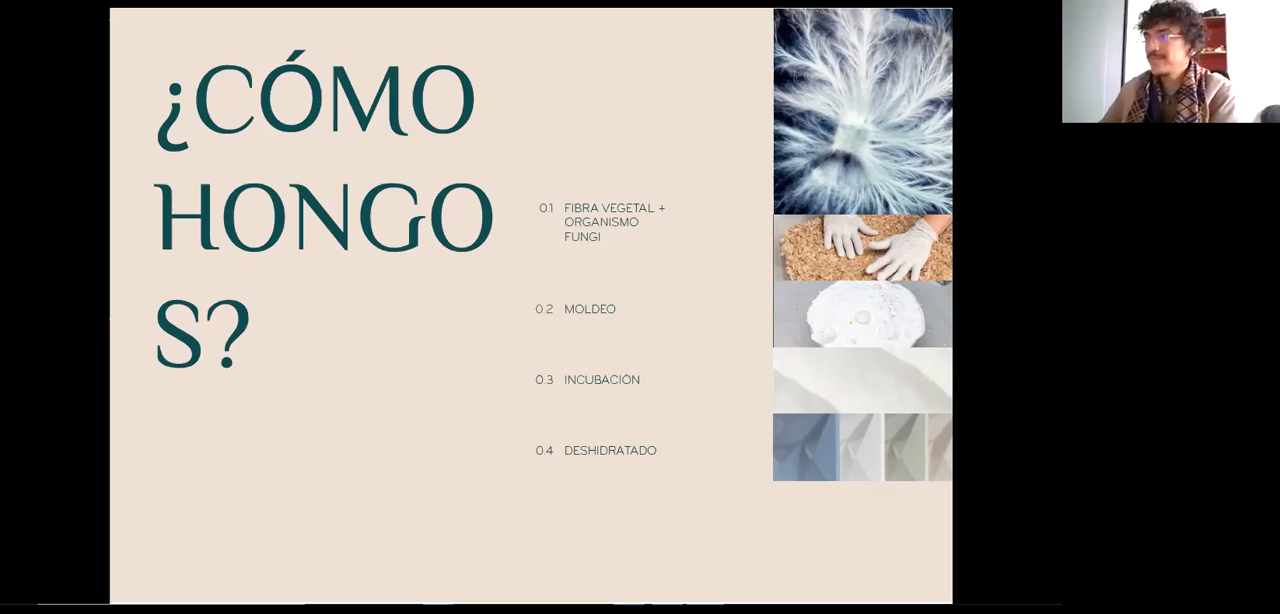 ¿CÓMO
HONGO
S?
0.1 FIBRA VEGETAL +
ORGANISMO
FUNGI
0.2 MOLDEO
0.3 INCUBACIÓN
0.4 DESHIDRATADO